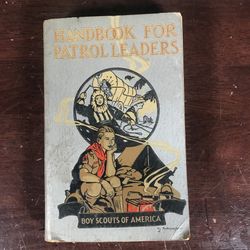 HANDBOOK FOR
PATROL LEADERS
BOY SCOUTS OF AMERICA